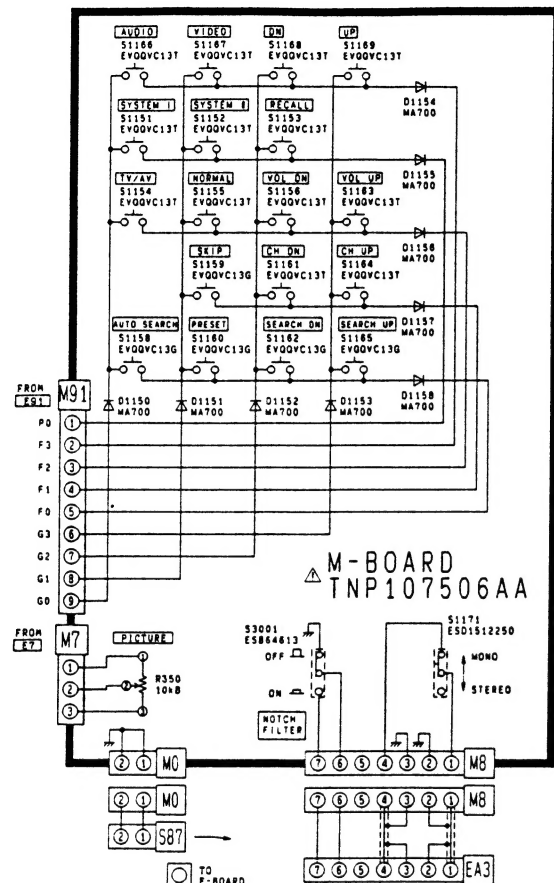 AUDIO VIDEO DN UP
S1166 S1167 S1168 S1169
EVQQVC13T EVQQVC13T EVQQVC13T EVQQVC13T
D1154
MA700
SYSTEM I SYSTEM II RECALL
S1151 S1152 S1153
EVQQVC13T EVQQVC13T EVQQVC13T
D1155
MA700
TV/AV NORMAL VOL DN VOL UP
S1154 S1155 S1156 S1163
EVQQVC13T EVQQVC13T EVQQVC13T EVQQVC13T
D1156
MA700
SKIP CH DN CH UP
S1159 S1161 S1164
EVQQVC13G EVQQVC13T EVQQVC13T
D1157
MA700
AUTO SEARCH PRESET SEARCH DN SEARCH UP
S1158 S1160 S1162 S1165
EVQQVC13G EVQQVC13G EVQQVC13G EVQQVC13G
D1158
MA700
FROM
E91
M91
D1150 D1151 D1152 D1153
MA700 MA700 MA700 MA700
P0 1
F3 2
F2 3
F1 4
F0 5
G3 6
G2 7
G1 8
G0 9
M-BOARD
TNP107506AA
FROM
E7
M7
PICTURE
1 1
2 2
3 3
R350
10kB
S3001
ESB64613
OFF
ON
NOTCH
FILTER
S1171
ESD1512250
MONO
STEREO
2 1 M0
7 6 5 4 3 2 1 M8
2 1 M0
7 6 5 4 3 2 1 M8
2 1 S87
7 6 5 4 3 2 1 EA3
TO